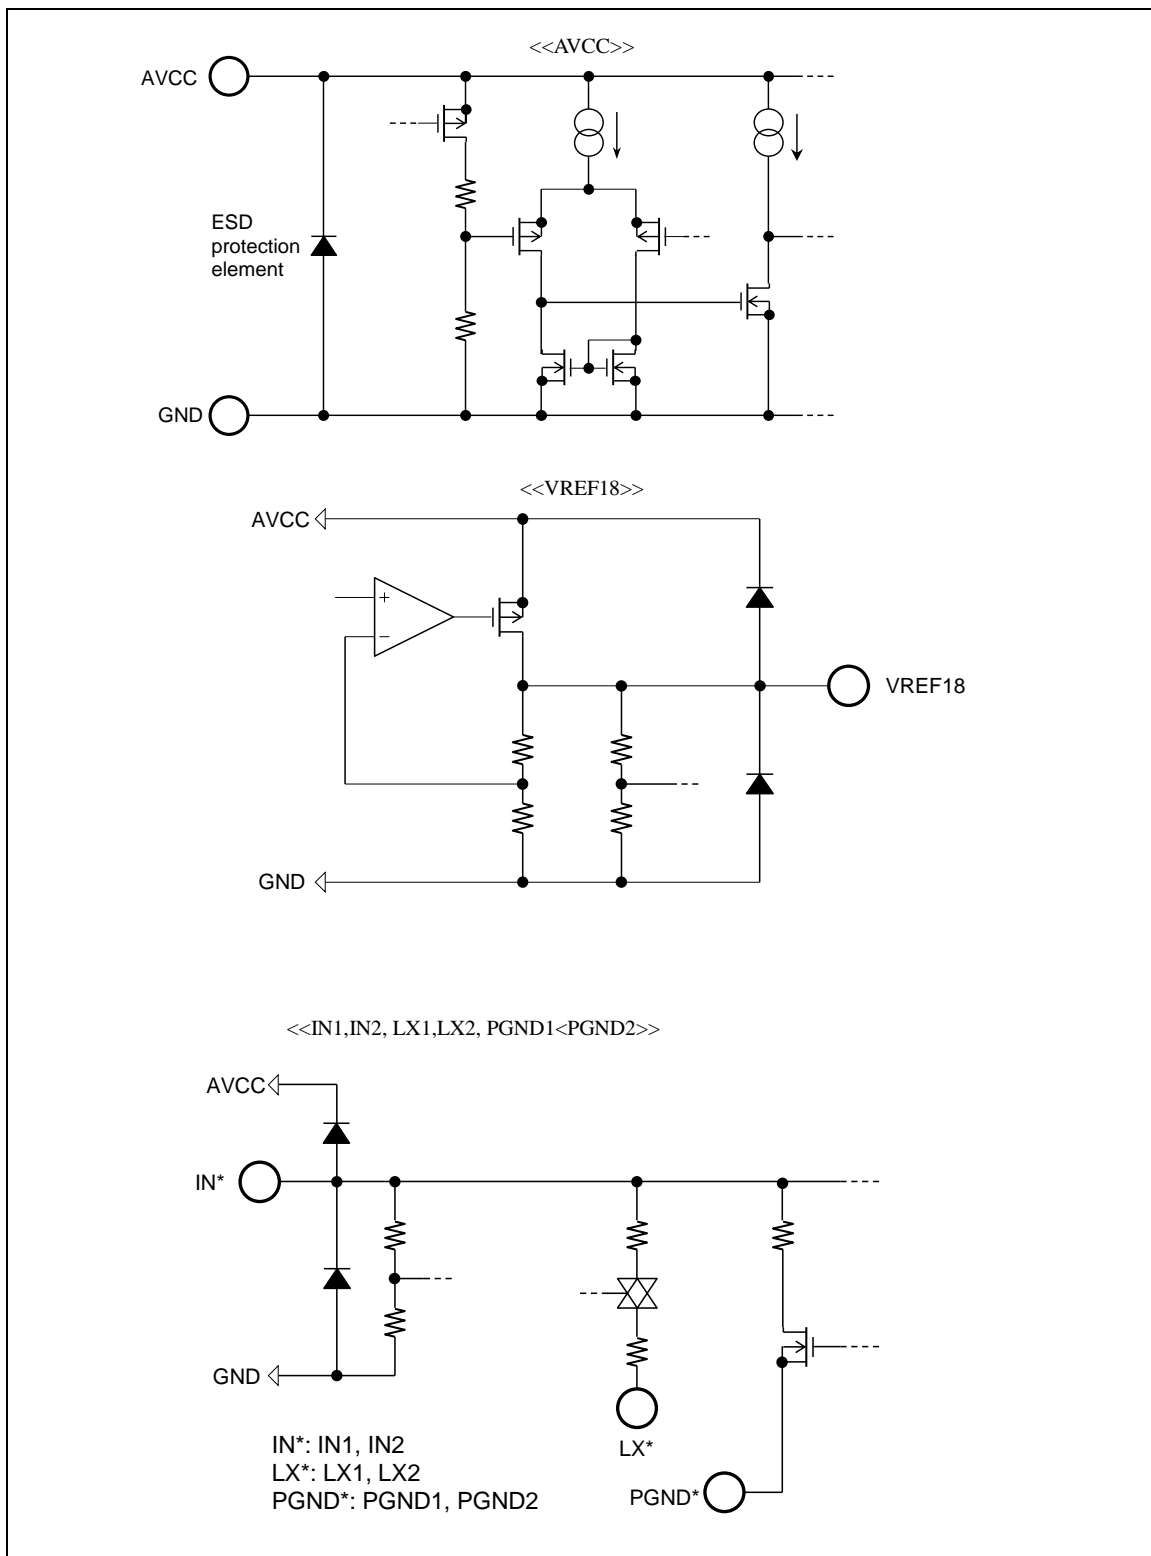 <<AVCC>>
AVCC
ESD
protection
element
GND
<<VREF18>>
AVCC
+
−
VREF18
GND
<<IN1,IN2, LX1,LX2, PGND1<PGND2>>
AVCC
IN*
GND
LX*
IN*: IN1, IN2
LX*: LX1, LX2
PGND*: PGND1, PGND2
PGND*